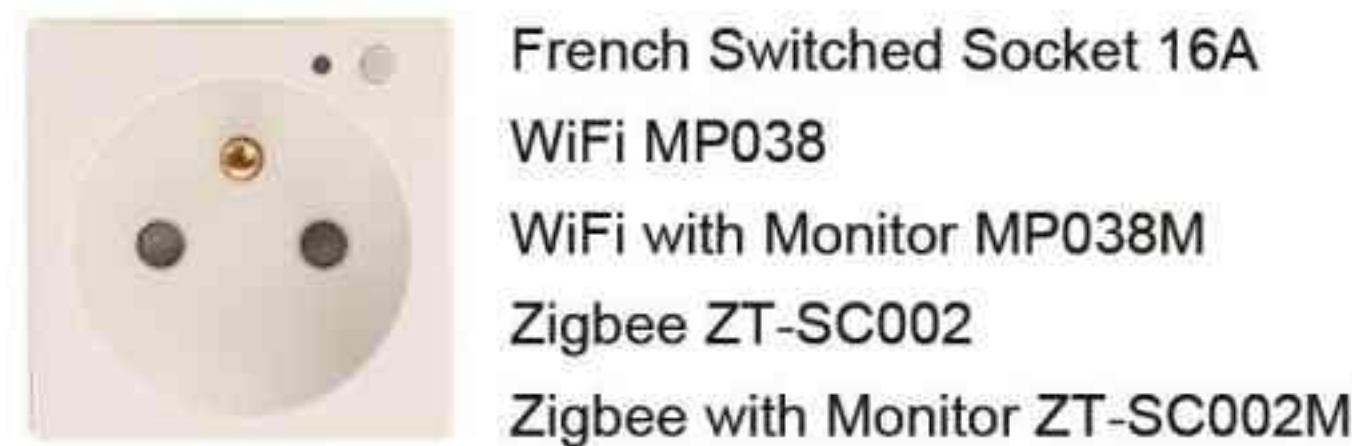 French Switched Socket 16A
WiFi MP038
WiFi with Monitor MP038M
Zigbee ZT-SC002
Zigbee with Monitor ZT-SC002M